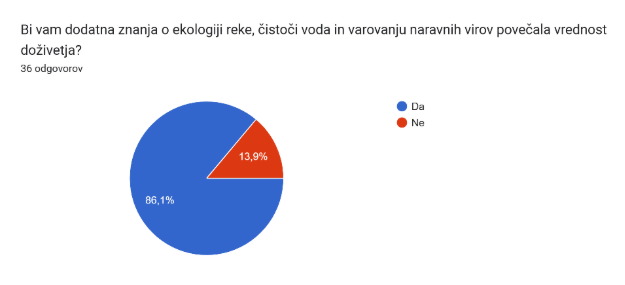 Bi vam dodatna znanja o ekologiji reke, čistoči voda in varovanju naravnih virov povečala vrednost
doživetja?
36 odgovorov
Da
Ne
13,9%
86,1%